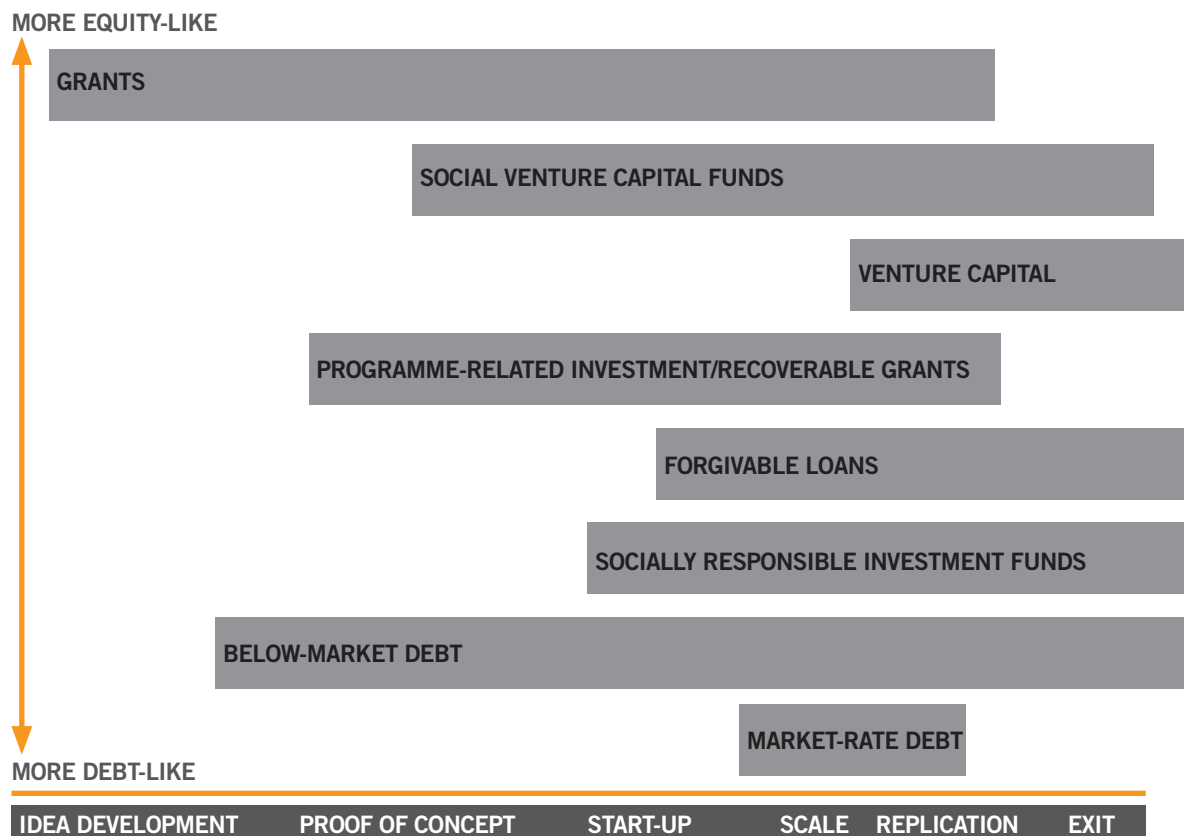 MORE EQUITY-LIKE
GRANTS
SOCIAL VENTURE CAPITAL FUNDS
VENTURE CAPITAL
PROGRAMME-RELATED INVESTMENT/RECOVERABLE GRANTS
FORGIVABLE LOANS
SOCIALLY RESPONSIBLE INVESTMENT FUNDS
BELOW-MARKET DEBT
MARKET-RATE DEBT
MORE DEBT-LIKE
IDEA DEVELOPMENT PROOF OF CONCEPT START-UP SCALE REPLICATION EXIT